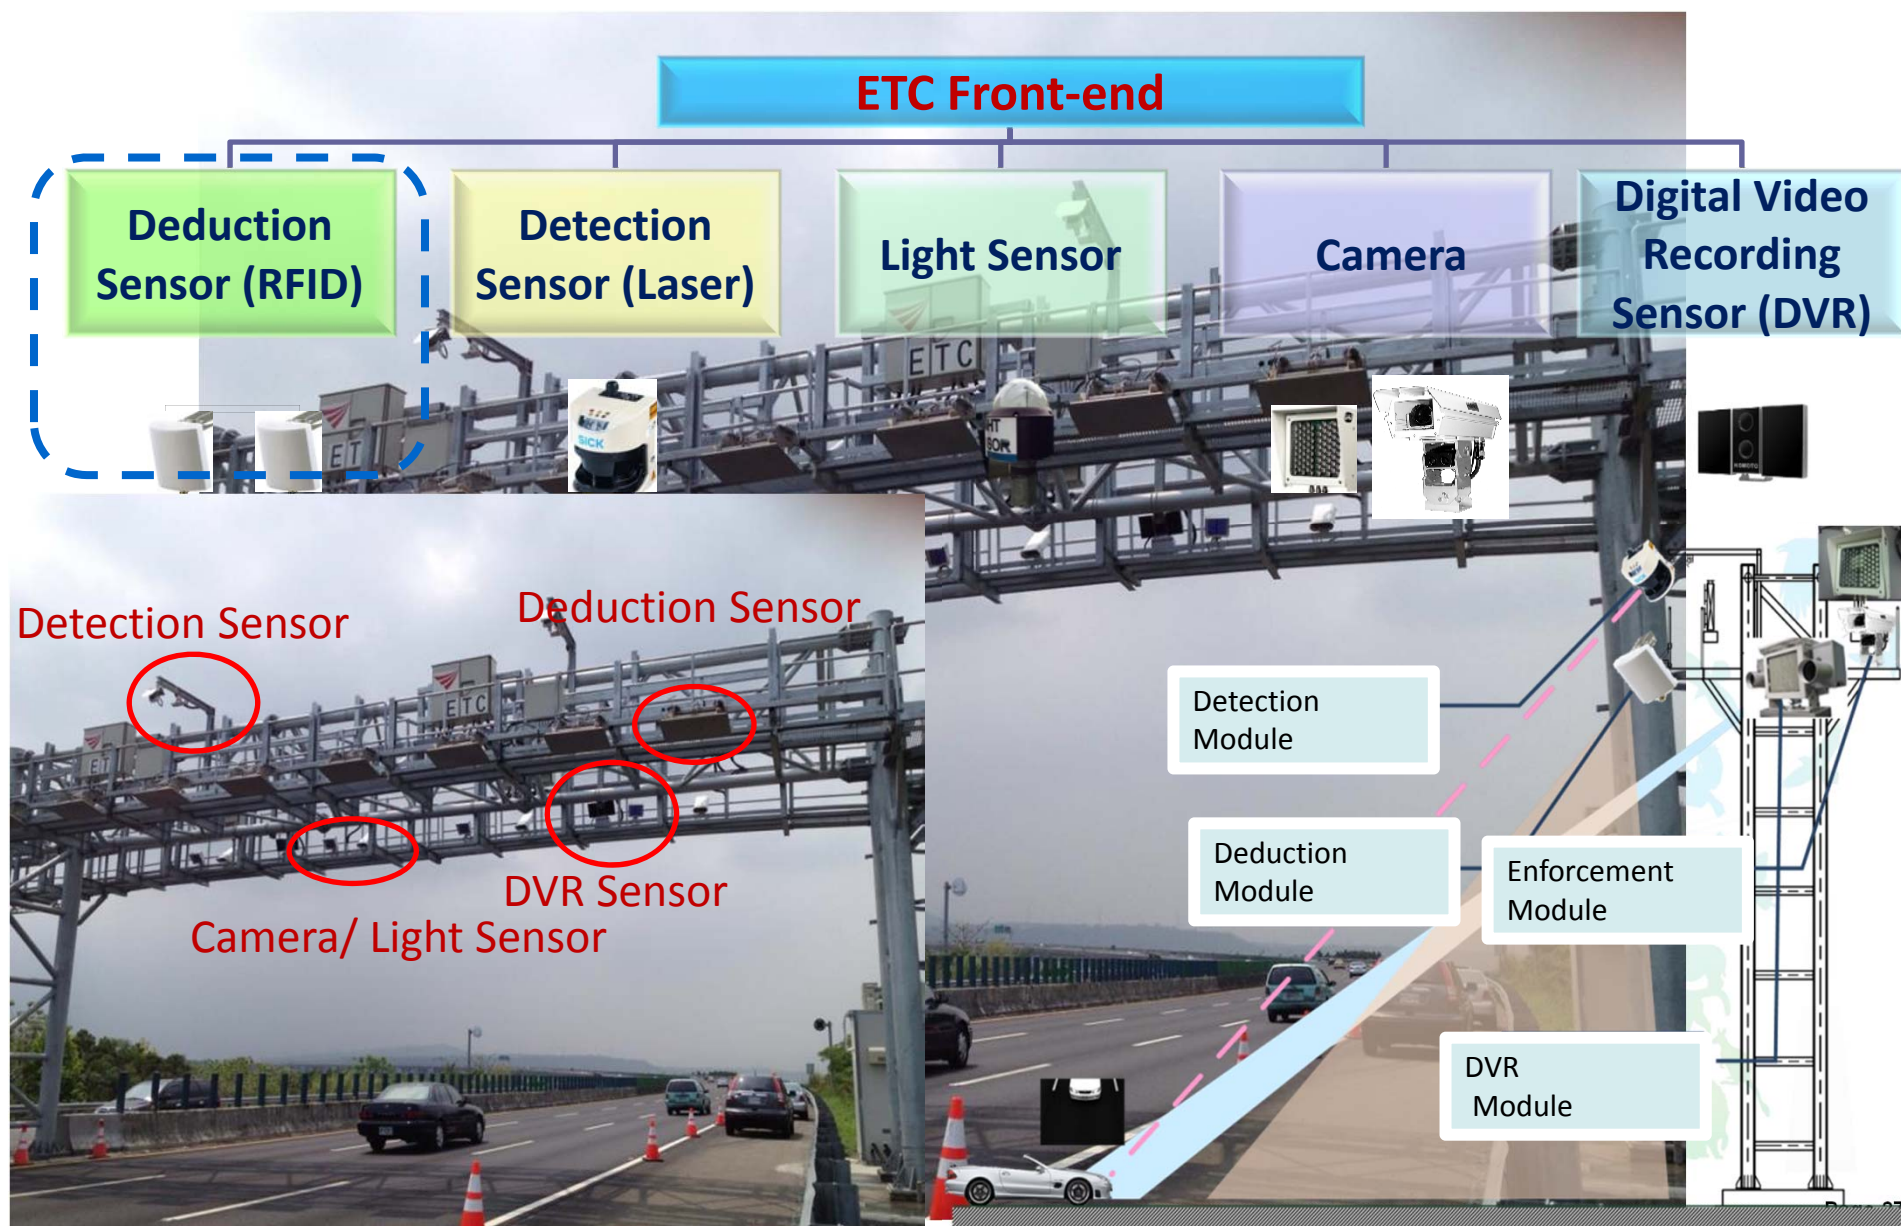 ETC Front-end
Deduction
Sensor (RFID)
Detection
Sensor (Laser)
Light Sensor
Camera
Digital Video
Recording
Sensor (DVR)
ETC
ET
SICK
Detection Sensor
Deduction Sensor
ETC
ET
DVR Sensor
Camera/ Light Sensor
Detection
Module
Deduction
Module
Enforcement
Module
DVR
Module